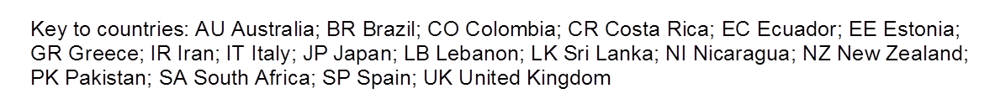 Key to countries: AU Australia; BR Brazil; CO Colombia; CR Costa Rica; EC Ecuador; EE Estonia;
GR Greece; IR Iran; IT Italy; JP Japan; LB Lebanon; LK Sri Lanka; NI Nicaragua; NZ New Zealand;
PK Pakistan; SA South Africa; SP Spain; UK United Kingdom